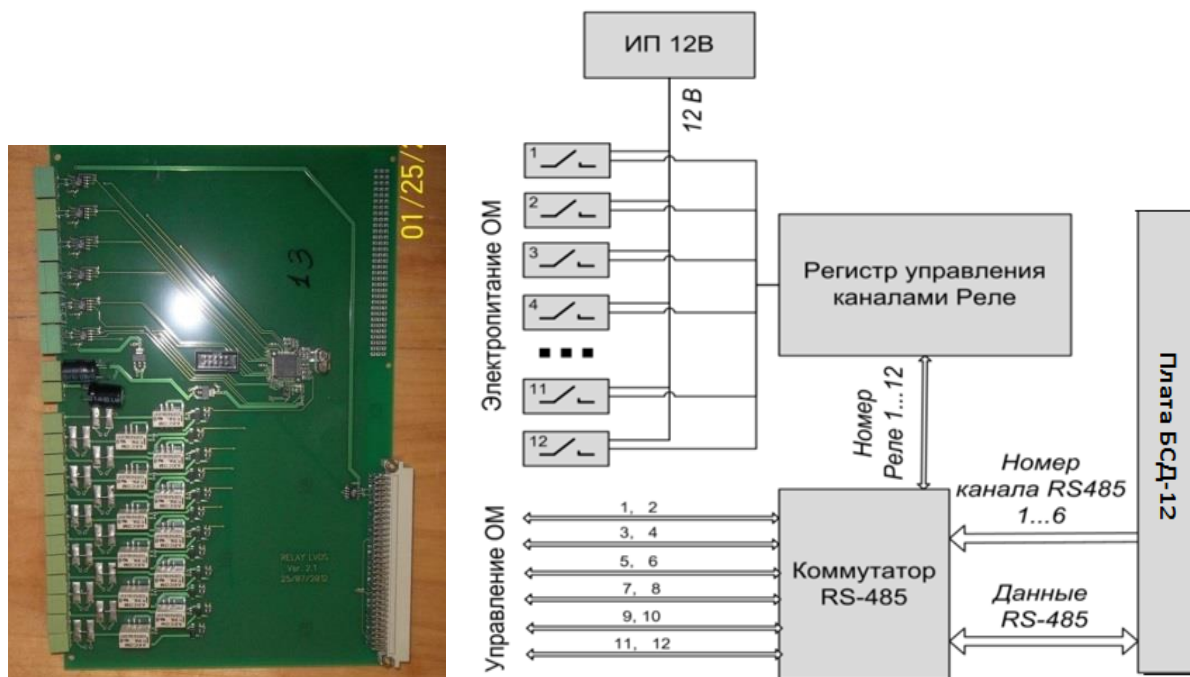 ИП 12В
12 В
1
2
3
4
11
12
Электропитание ОМ
Регистр управления
каналами Реле
Номер
Реле 1...12
Номер
канала RS485
1...6
Плата БСД-12
1, 2
3, 4
5, 6
7, 8
9, 10
11, 12
Управление ОМ
Коммутатор
RS-485
Данные
RS-485
01/25/
13
RELAY LVDS
Ver. 2.1
25/07/2012